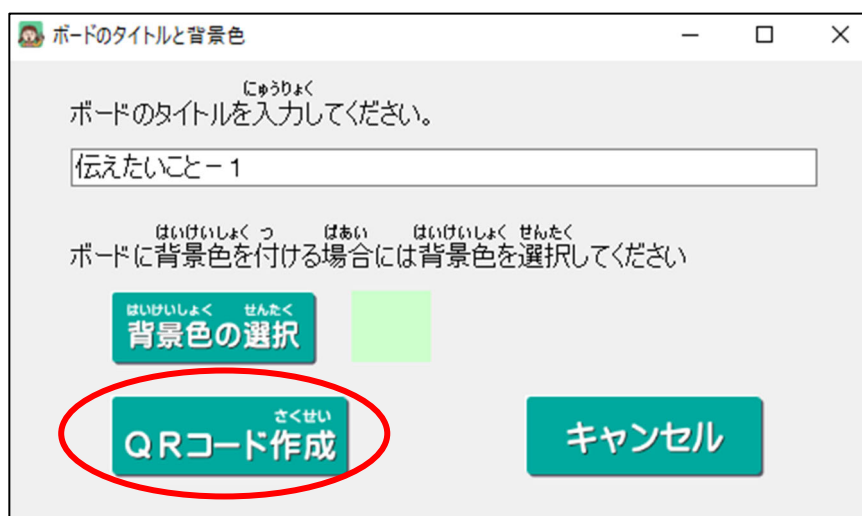 ボードのタイトルと背景色
にゅうりょく
ボードのタイトルを入力してください。
伝えたいこと－１
はいけいしょく つ ばあい はいけいしょく せんたく
ボードに背景色を付ける場合には背景色を選択してください
はいけいしょく せんたく
背景色の選択
さくせい
ＱＲコード作成
キャンセル